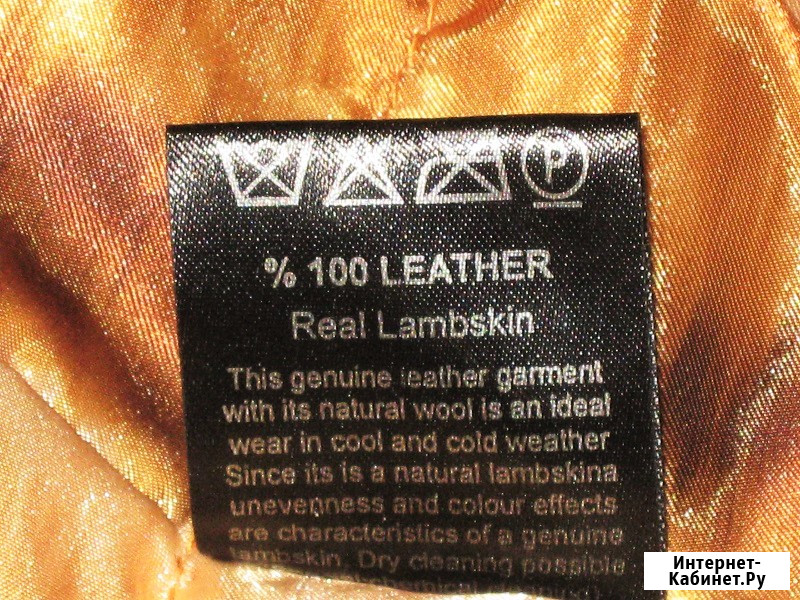 P
% 100 LEATHER
Real Lambskin
This genuine leather garment
with its natural wool is an ideal
wear in cool and cold weather
Since its is a natural lambskina
unevenness and colour effects
are characteristics of a genuine
lambskin. Dry cleaning possible
Интернет-
Кабинет.Ру